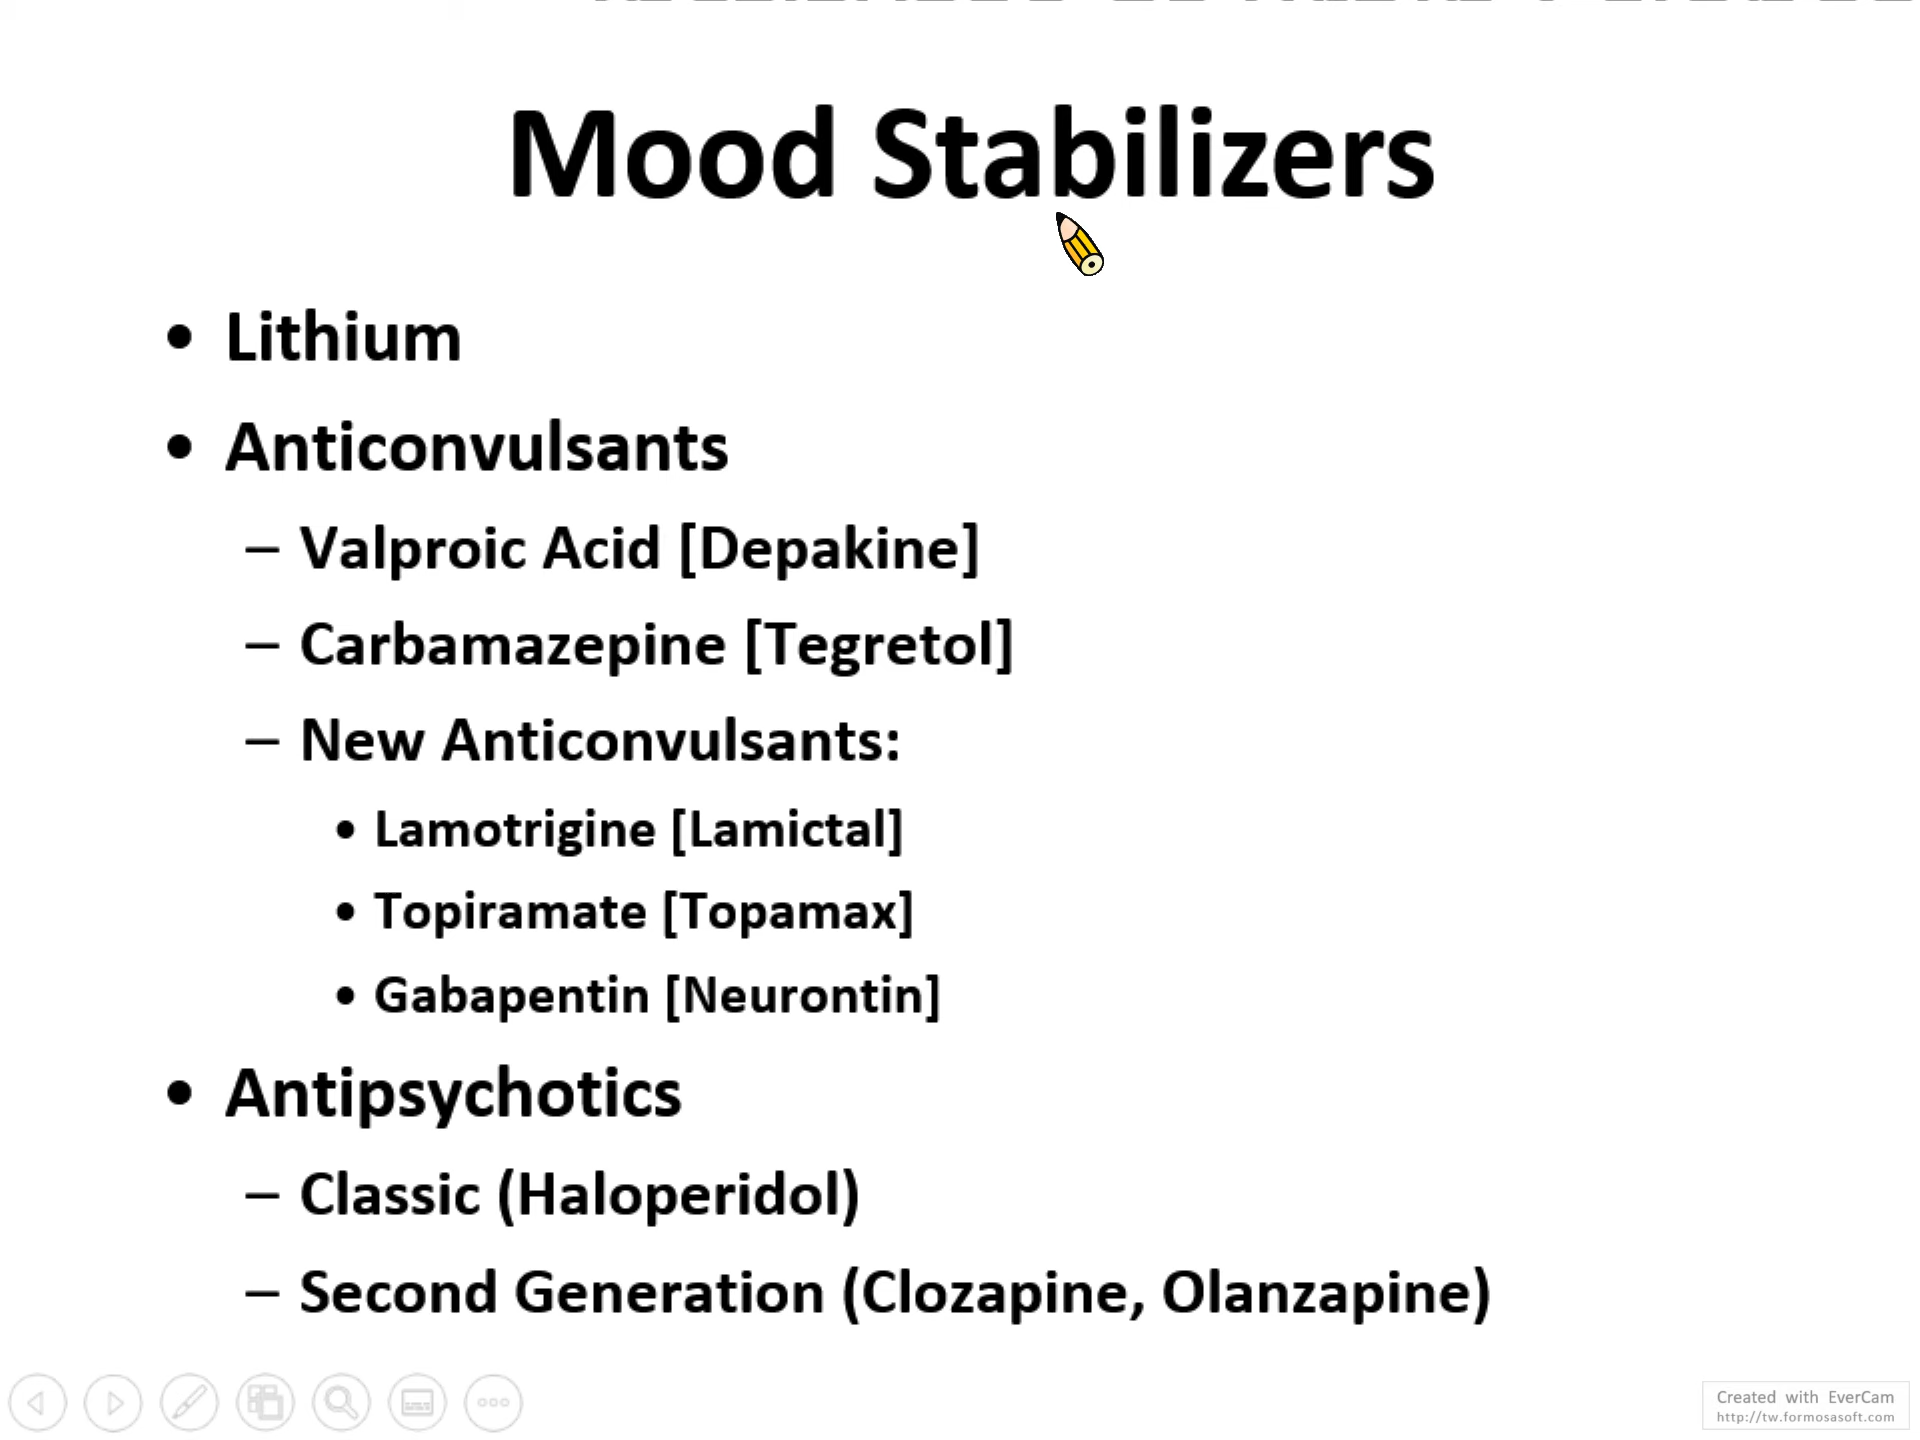 Mood Stabilizers
• Lithium
• Anticonvulsants
– Valproic Acid [Depakine]
– Carbamazepine [Tegretol]
– New Anticonvulsants:
• Lamotrigine [Lamictal]
• Topiramate [Topamax]
• Gabapentin [Neurontin]
• Antipsychotics
– Classic (Haloperidol)
– Second Generation (Clozapine, Olanzapine)
Created with EverCam
http://tw.formosasoft.com